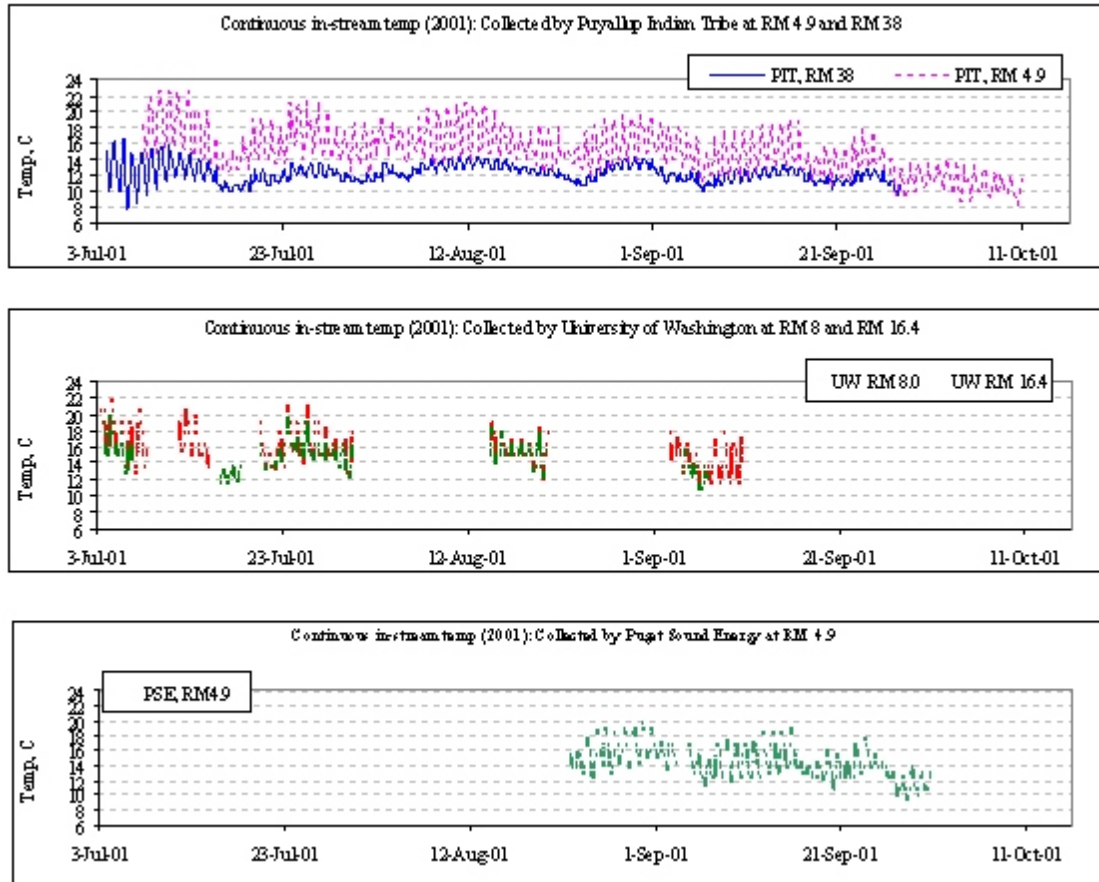 Continuous in-stream temp (2001): Collected by Puyallup Indian Tribe at RM 4.9 and RM 38
PIT, RM 38 PIT, RM 4.9
Temp, C
24
22
20
18
16
14
12
10
8
6
3-Jul-01 23-Jul-01 12-Aug-01 1-Sep-01 21-Sep-01 11-Oct-01
Continuous in-stream temp (2001): Collected by University of Washington at RM 8 and RM 16.4
UW RM 8.0 UW RM 16.4
Temp, C
24
22
20
18
16
14
12
10
8
6
3-Jul-01 23-Jul-01 12-Aug-01 1-Sep-01 21-Sep-01 11-Oct-01
Continuous in-stream temp (2001): Collected by Puget Sound Energy at RM 4.9
PSE, RM4.9
Temp, C
24
22
20
18
16
14
12
10
8
6
3-Jul-01 23-Jul-01 12-Aug-01 1-Sep-01 21-Sep-01 11-Oct-01